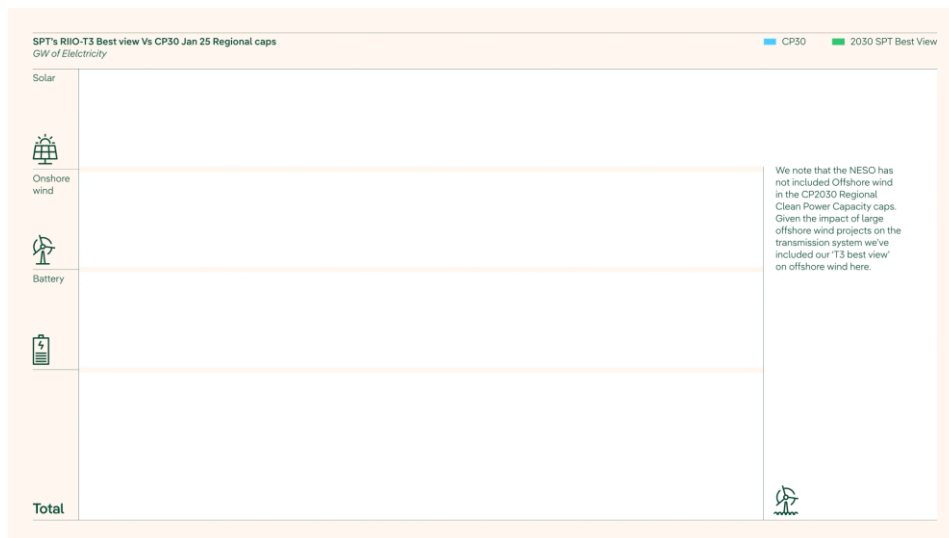 SPT's RIIO-T3 Best view Vs CP30 Jan 25 Regional caps
GW of Elelctricity
CP30
2030 SPT Best View
Solar
Onshore
wind
Battery
Total
We note that the NESO has
not included Offshore wind
in the CP2030 Regional
Clean Power Capacity caps.
Given the impact of large
offshore wind projects on the
transmission system we've
included our 'T3 best view'
on offshore wind here.